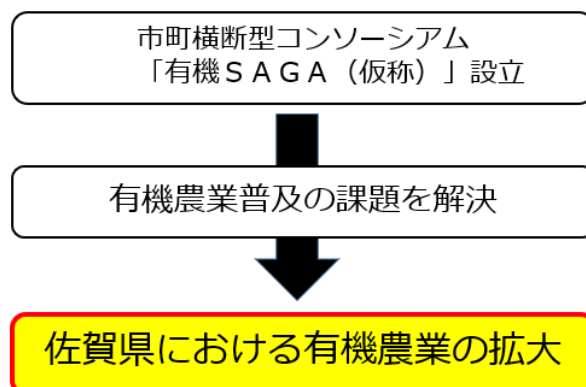 市町横断型コンソーシアム
「有機ＳＡＧＡ（仮称）」設立
有機農業普及の課題を解決
佐賀県における有機農業の拡大